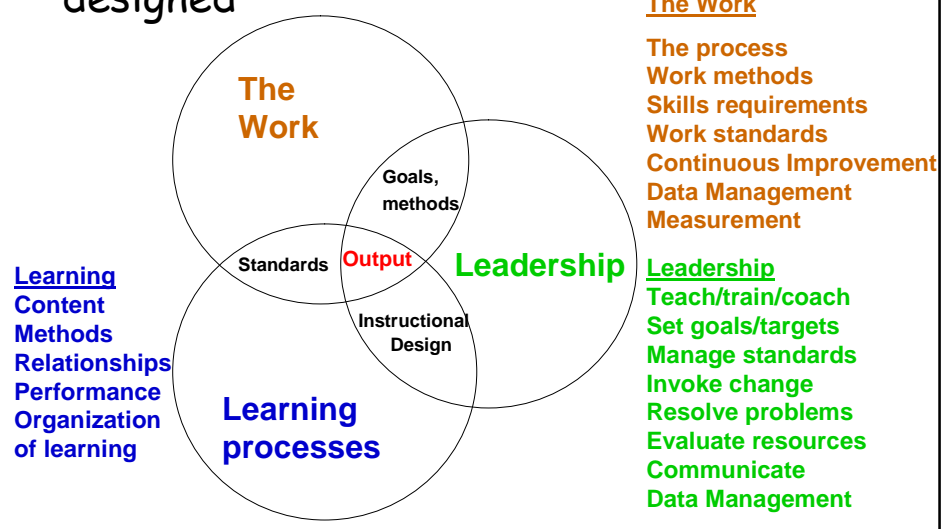 designed
The
Work
Goals,
methods
Standards
Output
Leadership
Instructional
Design
Learning
processes
Learning
Content
Methods
Relationships
Performance
Organization
of learning
The Work
The process
Work methods
Skills requirements
Work standards
Continuous Improvement
Data Management
Measurement
Leadership
Teach/train/coach
Set goals/targets
Manage standards
Invoke change
Resolve problems
Evaluate resources
Communicate
Data Management